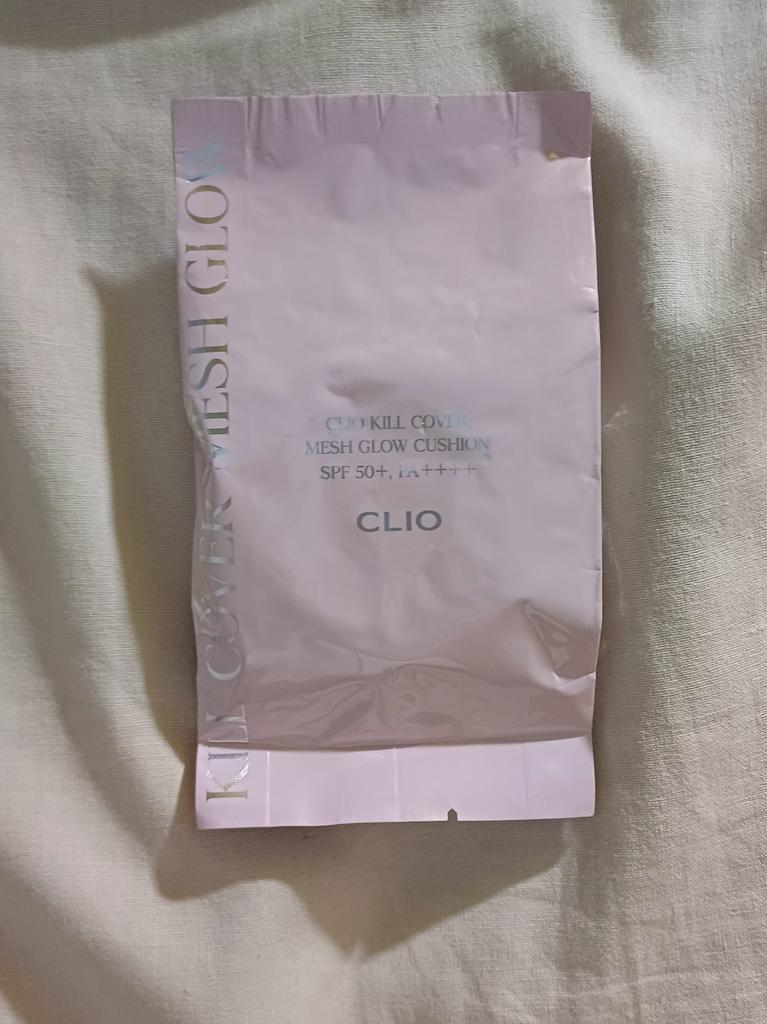 KILL COVER MESH GLOW
CLIO KILL COVER
MESH GLOW CUSHION
SPF 50+, PA++++
CLIO